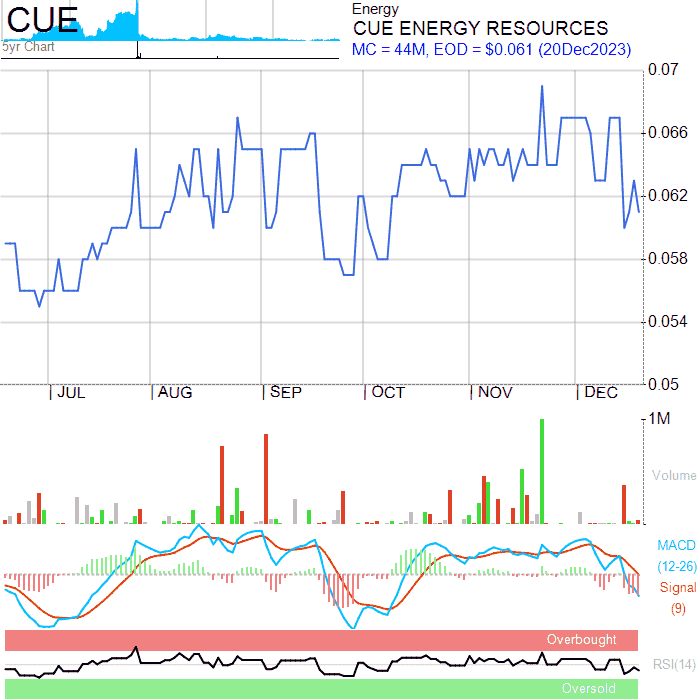 CUE
5yr Chart
Energy
CUE ENERGY RESOURCES
MC = 44M, EOD = $0.061 (20Dec2023)
0.07
0.066
0.062
0.058
0.054
0.05
JUL AUG SEP OCT NOV DEC
1M
Volume
MACD
(12-26)
Signal
(9)
Overbought
RSI(14)
Oversold